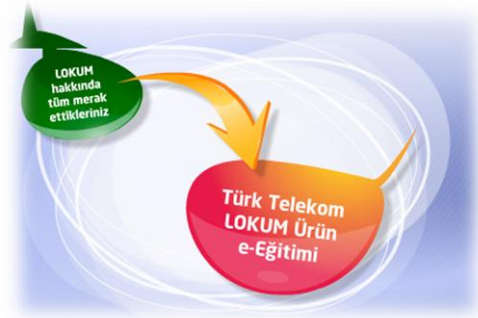 LOKUM
hakkında
tüm merak
ettikleriniz
Türk Telekom
LOKUM Ürün
e-Eğitimi